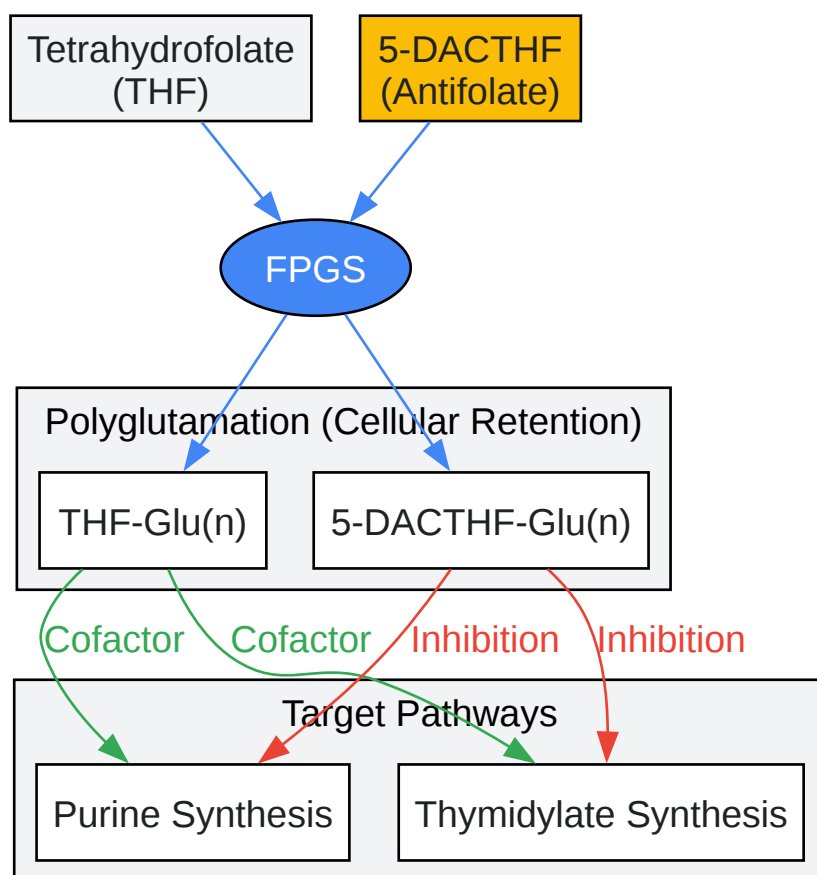 Tetrahydrofolate
(THF)
5-DACTHF
(Antifolate)
FPGS
Polyglutamation (Cellular Retention)
THF-Glu(n)
5-DACTHF-Glu(n)
Cofactor
Cofactor
Inhibition
Inhibition
Target Pathways
Purine Synthesis
Thymidylate Synthesis